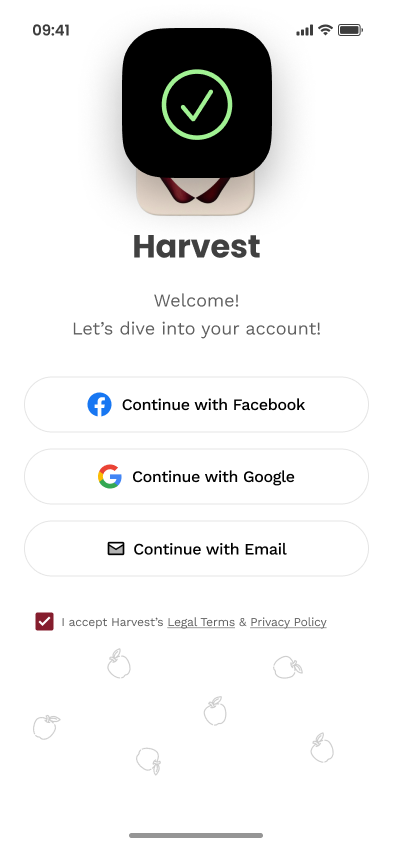 09:41
Harvest
Welcome!
Let's dive into your account!
Continue with Facebook
Continue with Google
Continue with Email
I accept Harvest's Legal Terms & Privacy Policy